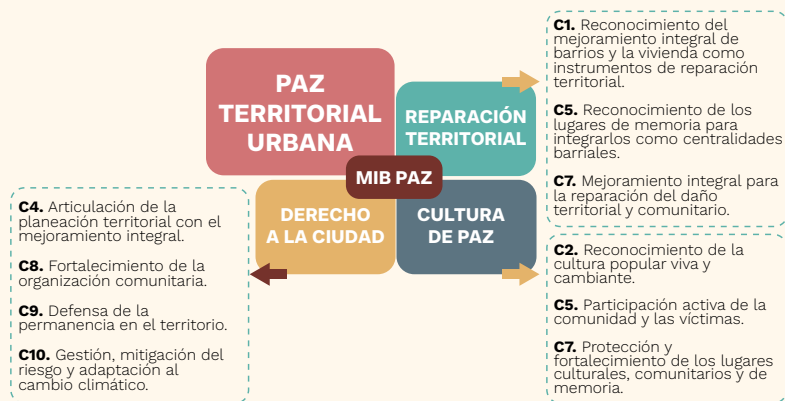 PAZ
TERRITORIAL
URBANA
REPARACIÓN
TERRITORIAL
MIB PAZ
DERECHO
A LA CIUDAD
CULTURA
DE PAZ
C1. Reconocimiento del
mejoramiento integral de
barrios y la vivienda como
instrumentos de reparación
territorial.
C5. Reconocimiento de los
lugares de memoria para
integrarlos como centralidades
barriales.
C7. Mejoramiento integral para
la reparación del daño
territorial y comunitario.
C4. Articulación de la
planeación territorial con el
mejoramiento integral.
C8. Fortalecimiento de la
organización comunitaria.
C9. Defensa de la
permanencia en el territorio.
C10. Gestión, mitigación del
riesgo y adaptación al
cambio climático.
C2. Reconocimiento de la
cultura popular viva y
cambiante.
C5. Participación activa de la
comunidad y las víctimas.
C7. Protección y
fortalecimiento de los lugares
culturales, comunitarios y de
memoria.